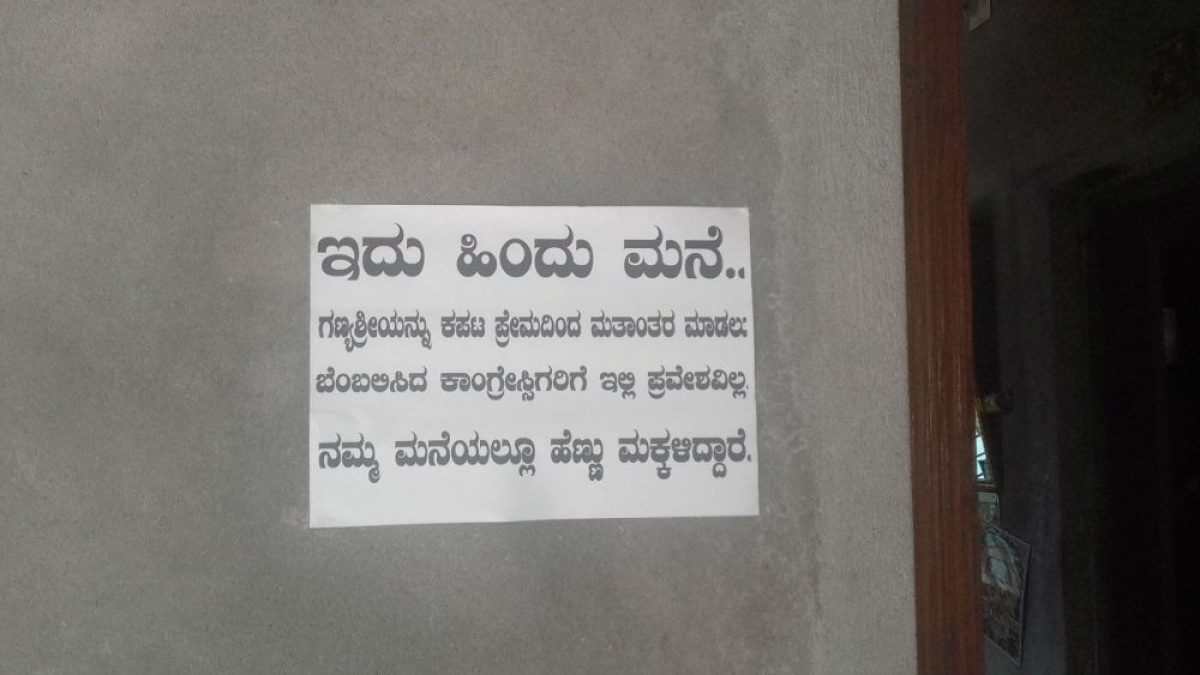 ಇದು ಹಿಂದು ಮನೆ..
ಗಣ್ಯಶ್ರೀಯನ್ನು ಕಪಟ ಪ್ರೇಮದಿಂದ ಮತಾಂತರ ಮಾಡಲು
ಬೆಂಬಲಿಸಿದ ಕಾಂಗ್ರೇಸ್ಸಿಗರಿಗೆ ಇಲ್ಲಿ ಪ್ರವೇಶವಿಲ್ಲ.
ನಮ್ಮ ಮನೆಯಲ್ಲೂ ಹೆಣ್ಣು ಮಕ್ಕಳಿದ್ದಾರೆ.